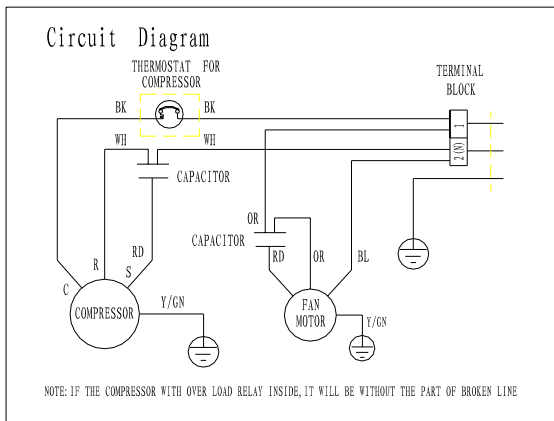 Circuit Diagram
THERMOSTAT FOR
COMPRESSOR
TERMINAL
BLOCK
BK
BK
1
WH
WH
2(N)
CAPACITOR
OR
CAPACITOR
RD
R
S
RD
OR
BL
C
COMPRESSOR
Y/GN
FAN
MOTOR
Y/GN
NOTE: IF THE COMPRESSOR WITH OVER LOAD RELAY INSIDE, IT WILL BE WITHOUT THE PART OF BROKEN LINE